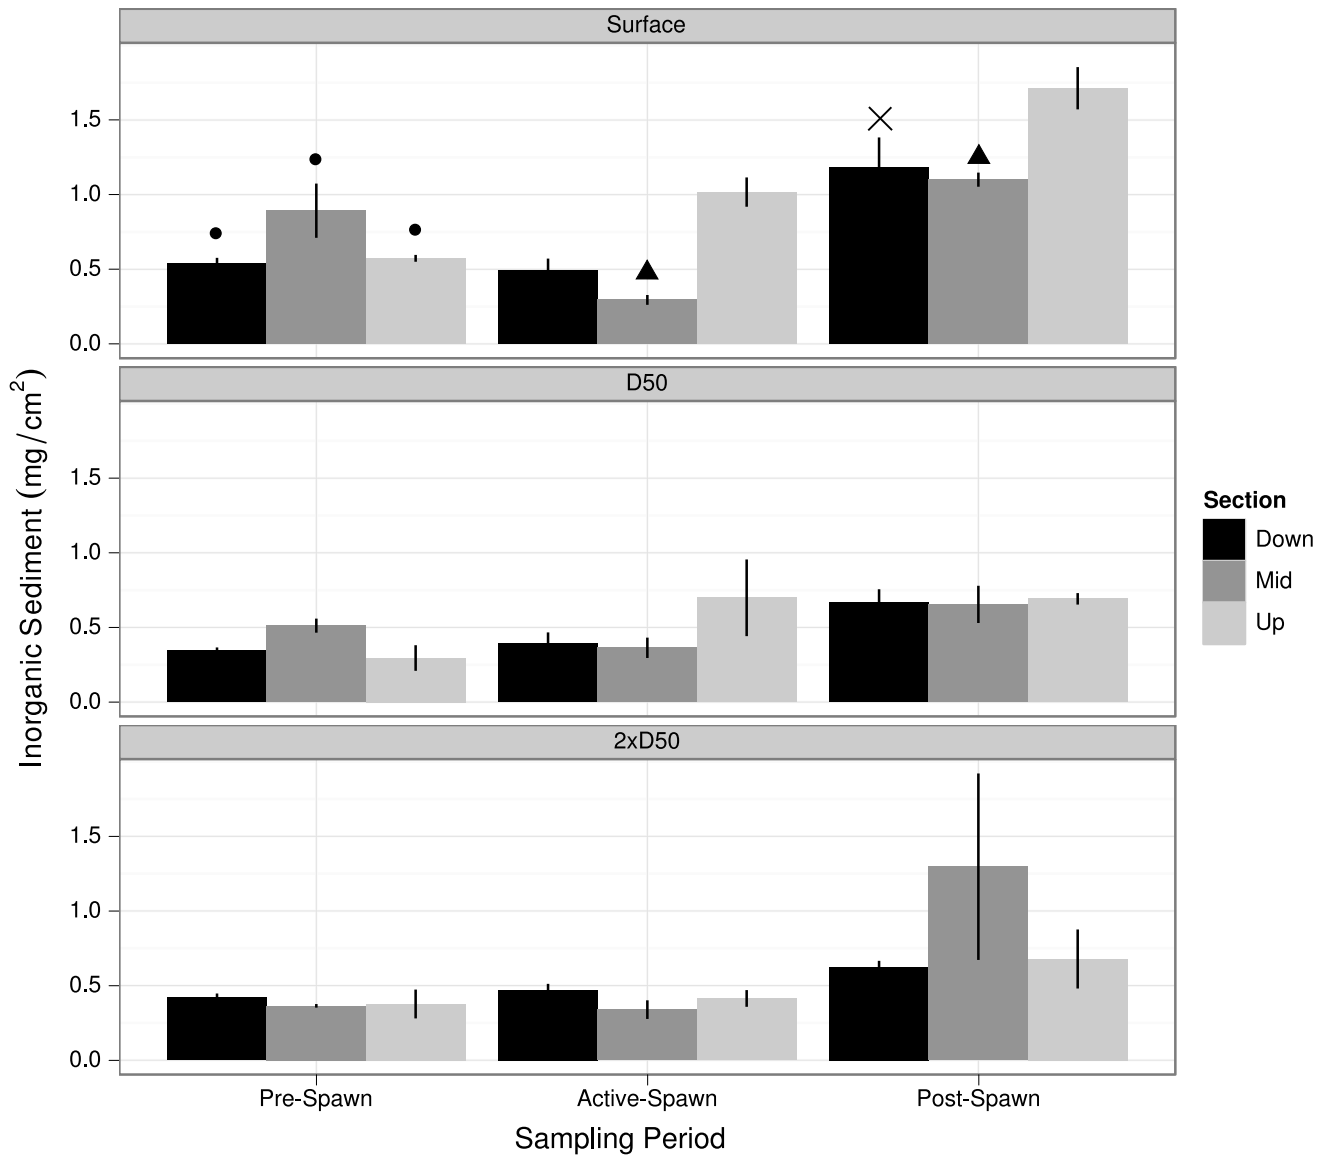 Surface
1.5
1.0
0.5
0.0
D50
1.5
1.0
0.5
0.0
2xD50
1.5
1.0
0.5
0.0
Pre-Spawn
Active-Spawn
Post-Spawn
Sampling Period
Inorganic Sediment (mg/cm²)
Section
Down
Mid
Up